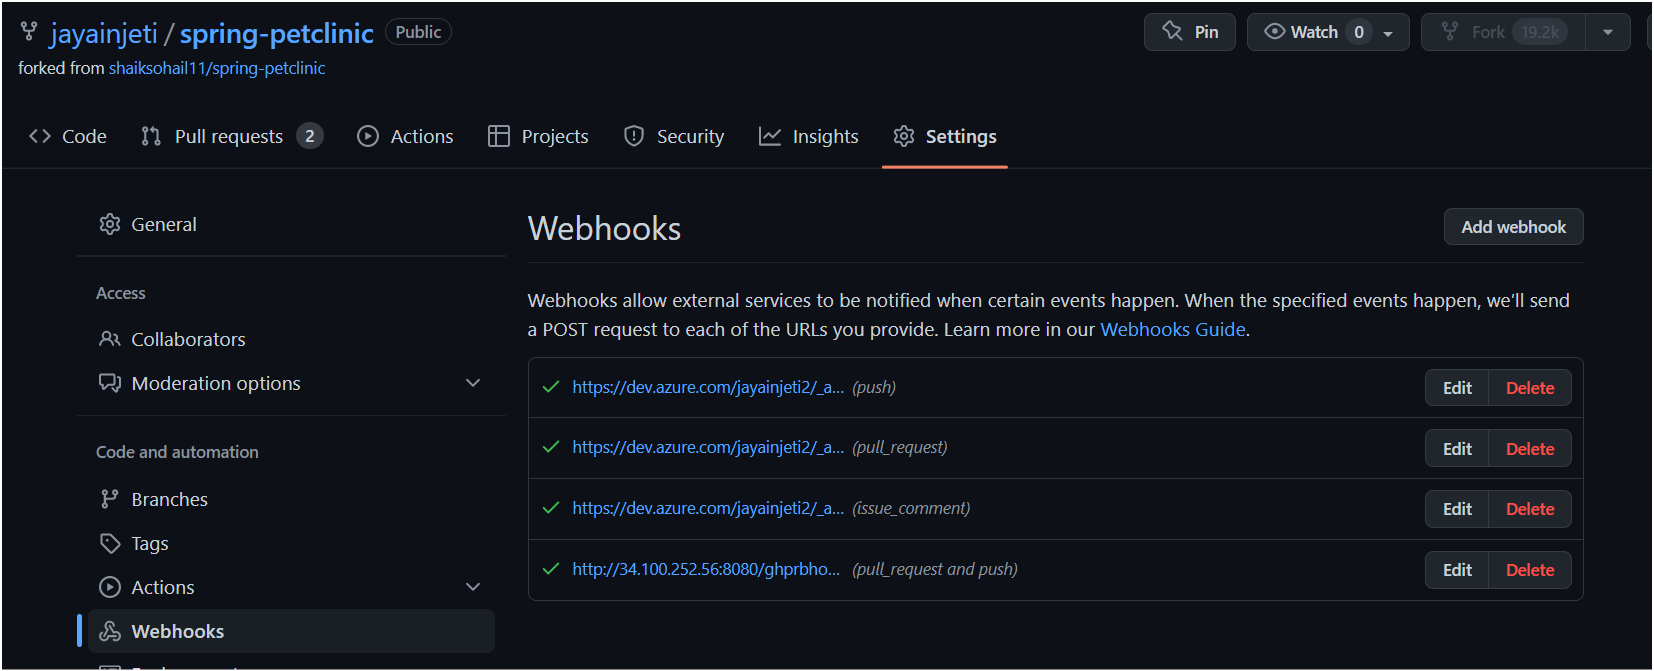 jayainjeti / spring-petclinic Public Pin Watch 0 Fork 19.2k
forked from shaiksohail11/spring-petclinic
Code Pull requests 2 Actions Projects Security Insights Settings
General
Access
Collaborators
Moderation options
Code and automation
Branches
Tags
Actions
Webhooks
Webhooks Add webhook
Webhooks allow external services to be notified when certain events happen. When the specified events happen, we’ll send
a POST request to each of the URLs you provide. Learn more in our Webhooks Guide.
https://dev.azure.com/jayainjeti2/_a... (push) Edit Delete
https://dev.azure.com/jayainjeti2/_a... (pull_request) Edit Delete
https://dev.azure.com/jayainjeti2/_a... (issue_comment) Edit Delete
http://34.100.252.56:8080/ghprbho... (pull_request and push) Edit Delete